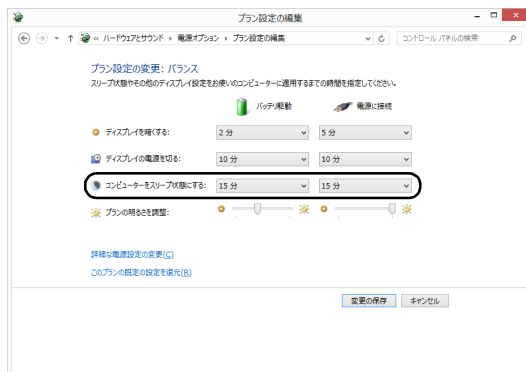 プラン設定の編集
« ハードウェアとサウンド ▸ 電源オプション ▸ プラン設定の編集
コントロール パネルの検索
プラン設定の変更: バランス
スリープ状態やその他のディスプレイ設定をお使いのコンピューターに適用するまでの時間を指定してください。
バッテリ駆動 電源に接続
ディスプレイを暗くする: 2 分 5 分
ディスプレイの電源を切る: 10 分 10 分
コンピューターをスリープ状態にする: 15 分 15 分
プランの明るさを調整:
詳細な電源設定の変更(C)
このプランの既定の設定を復元(R)
変更の保存 キャンセル